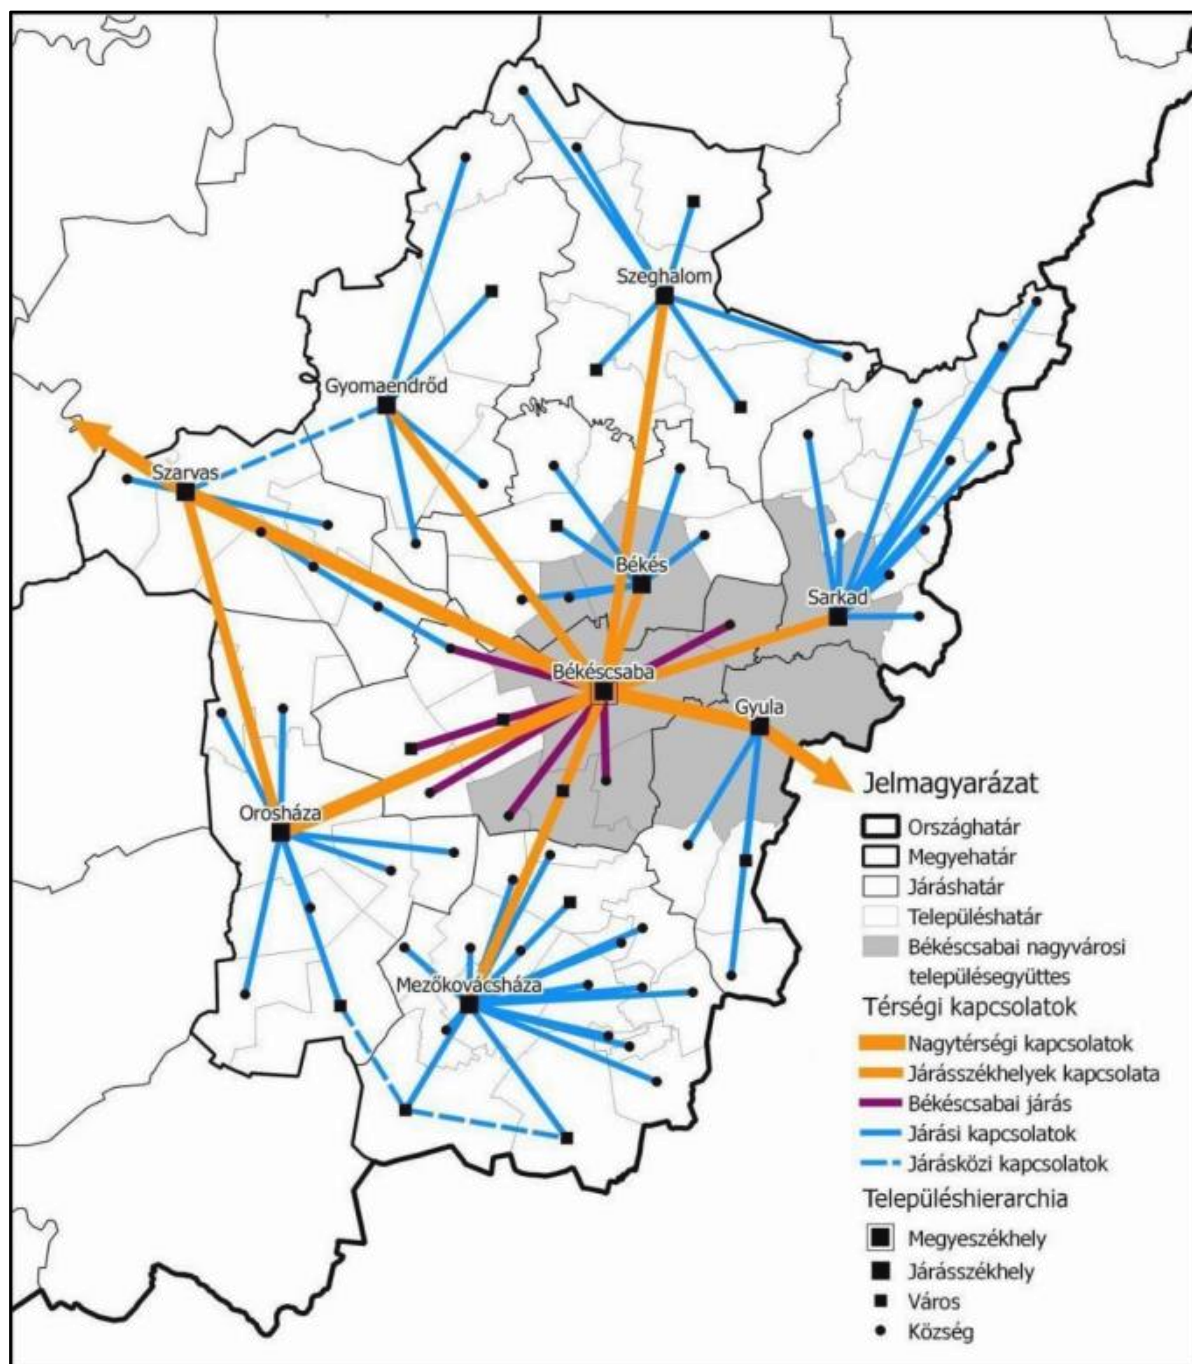 Szeghalom
Gyomaendrőd
Szarvas
Békés
Sarkad
Békéscsaba
Gyula
Orosháza
Mezőkovácsháza
Jelmagyarázat
Országhatár
Megyehatár
Járáshatár
Településhatár
Békéscsabai nagyvárosi
településegyüttes
Térségi kapcsolatok
Nagytérségi kapcsolatok
Járásszékhelyek kapcsolata
Békéscsabai járás
Járási kapcsolatok
Járásközi kapcsolatok
Településhierarchia
Megyeszékhely
Járásszékhely
Város
Község